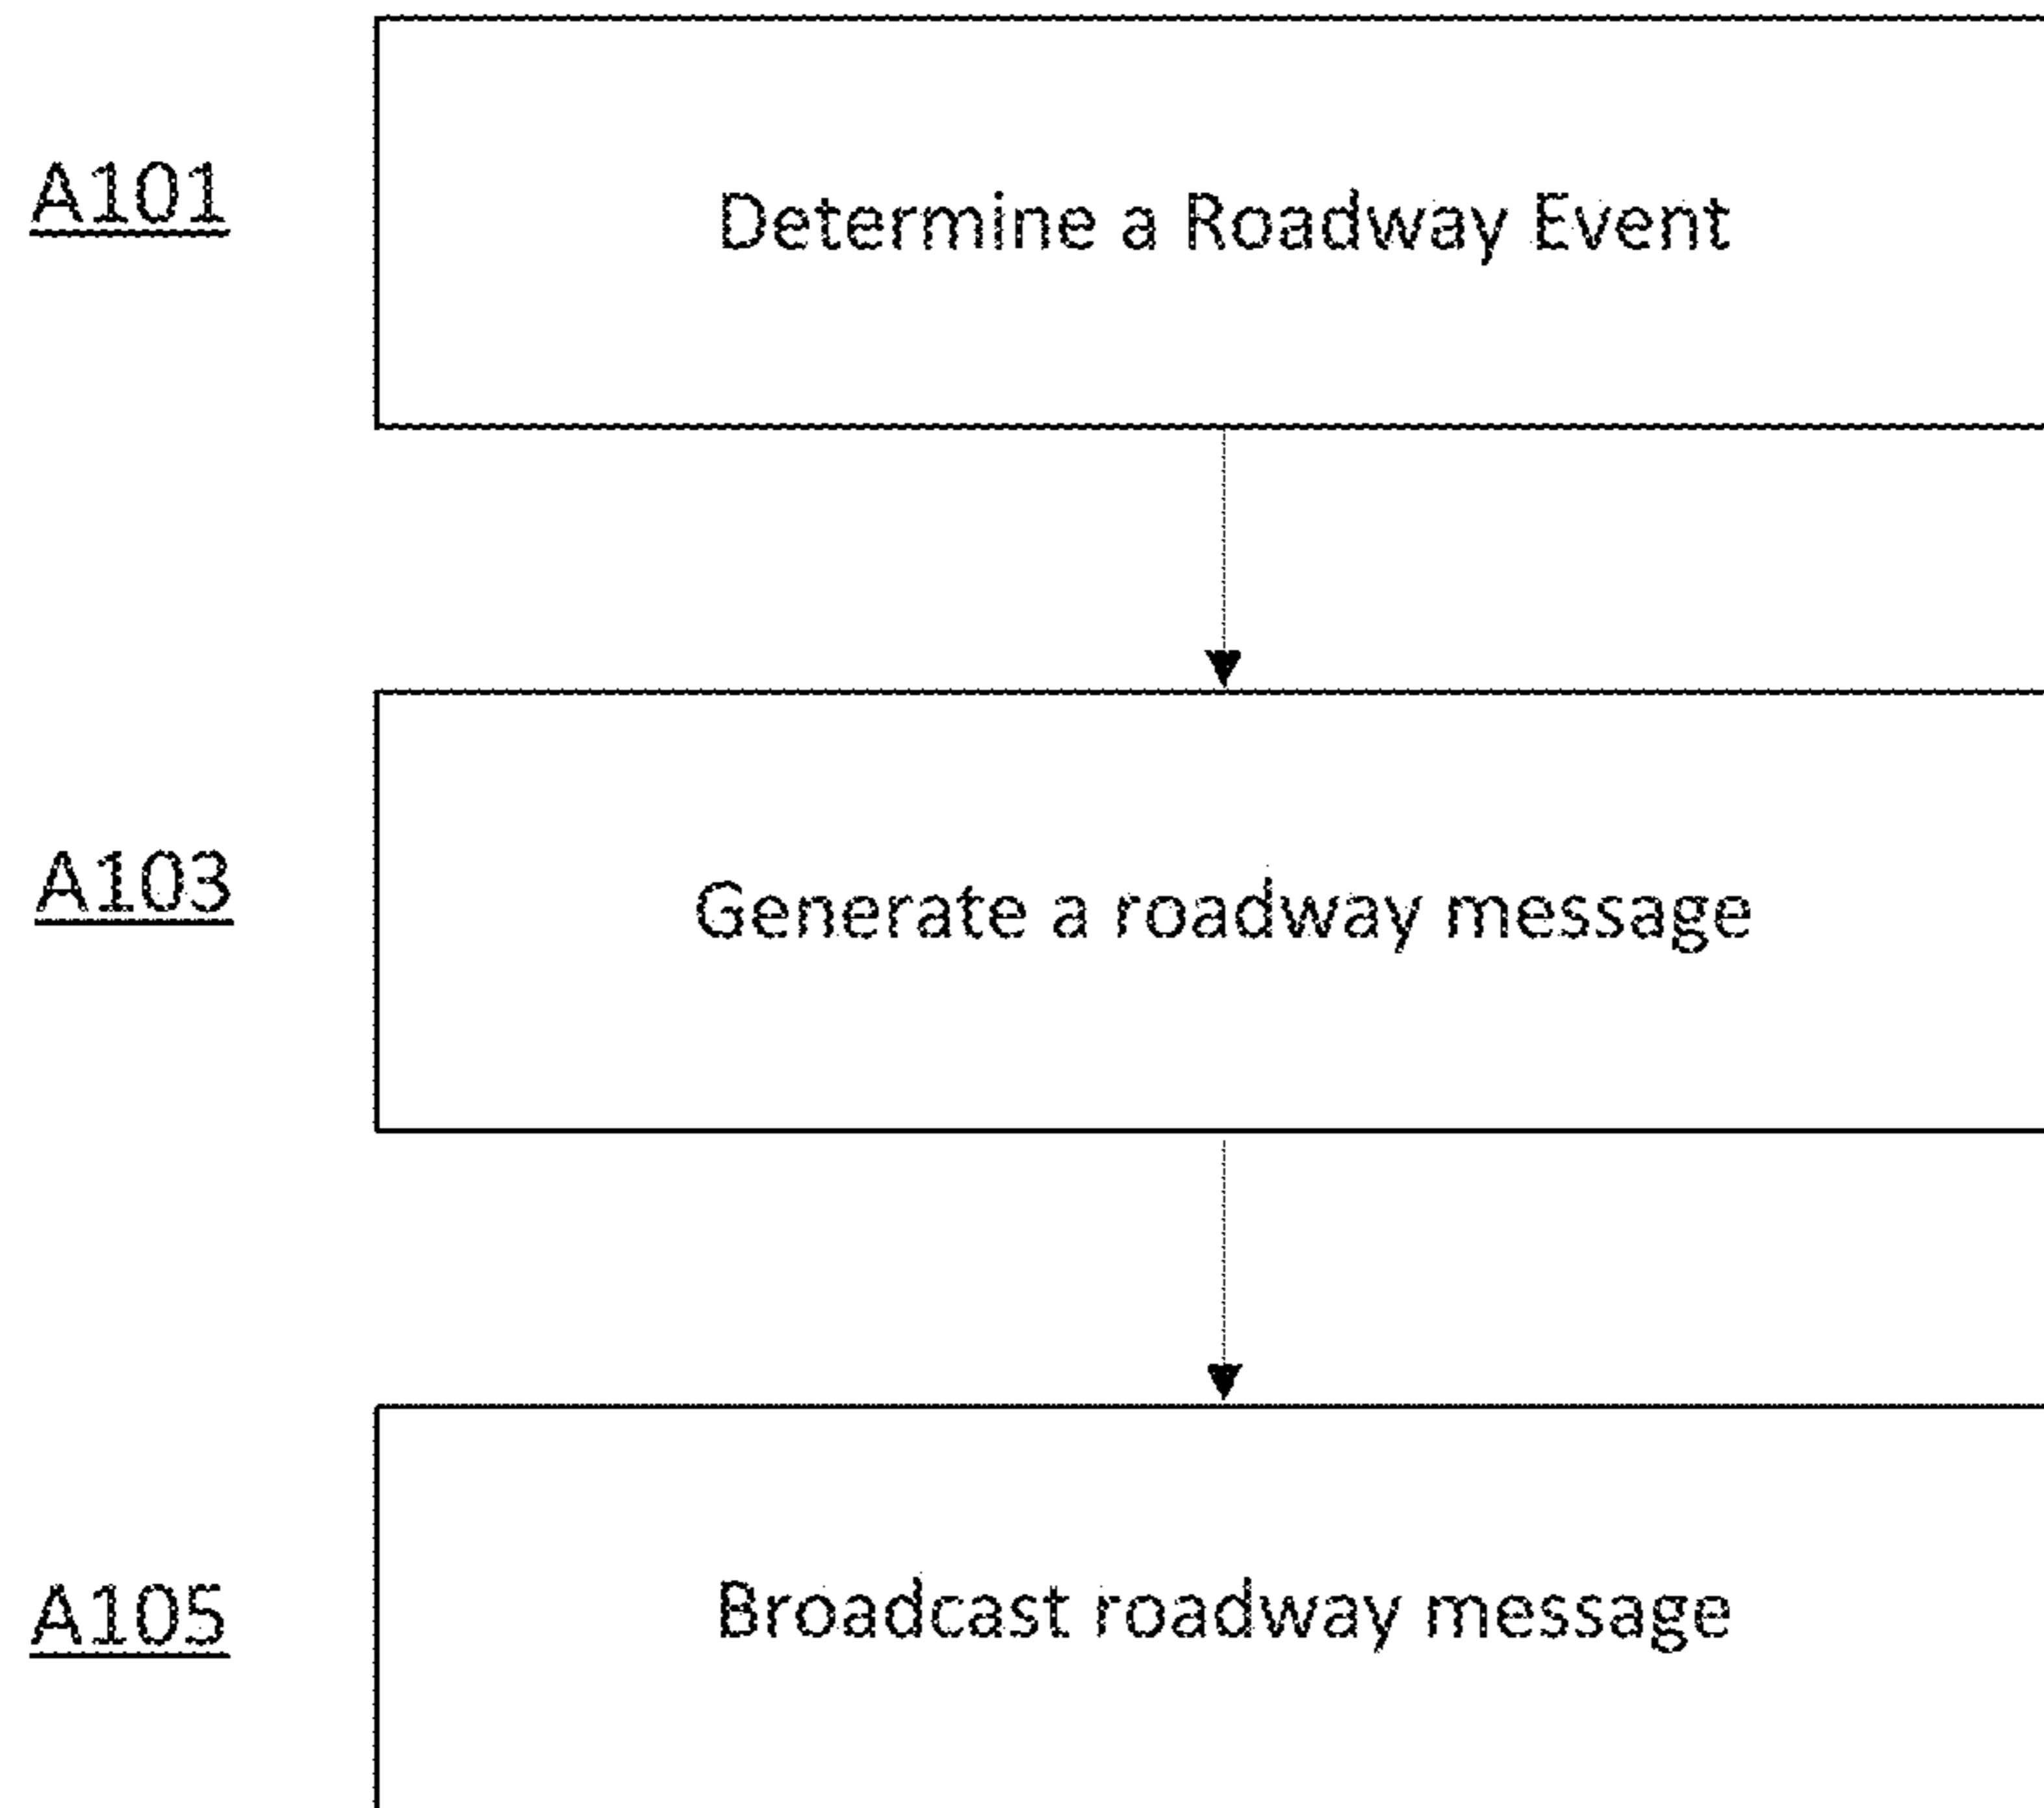 A101
Determine a Roadway Event
A103
Generate a roadway message
A105
Broadcast roadway message